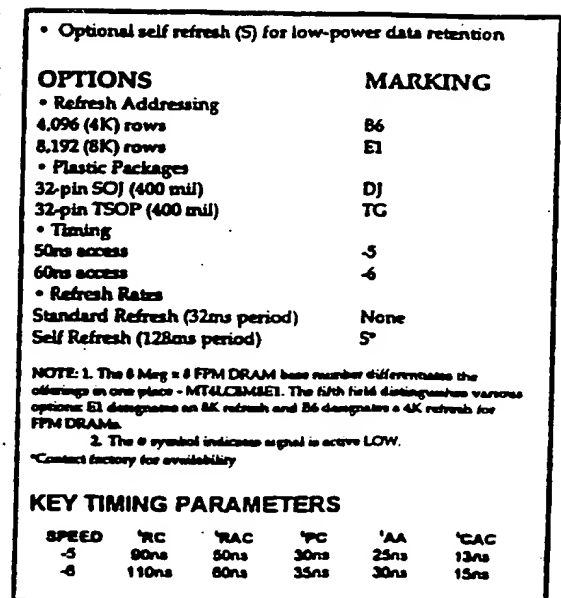 • Optional self refresh (S) for low-power data retention
OPTIONS MARKING
• Refresh Addressing
4,096 (4K) rows B6
8,192 (8K) rows E1
• Plastic Packages
32-pin SOJ (400 mil) DJ
32-pin TSOP (400 mil) TG
• Timing
50ns access -5
60ns access -6
• Refresh Rates
Standard Refresh (32ms period) None
Self Refresh (128ms period) S*
NOTE: 1. The 8 Meg x 8 FPM DRAM base number differentiates the
offerings in one place - MT4LC8M8E1. The fifth field distinguishes various
options: E1 designates an 8K refresh and B6 designates a 4K refresh for
FPM DRAMs.
2. The # symbol indicates signal is active LOW.
*Contact factory for availability
KEY TIMING PARAMETERS
SPEED tRC tRAC tPC tAA tCAC
-5 90ns 50ns 30ns 25ns 13ns
-6 110ns 60ns 35ns 30ns 15ns